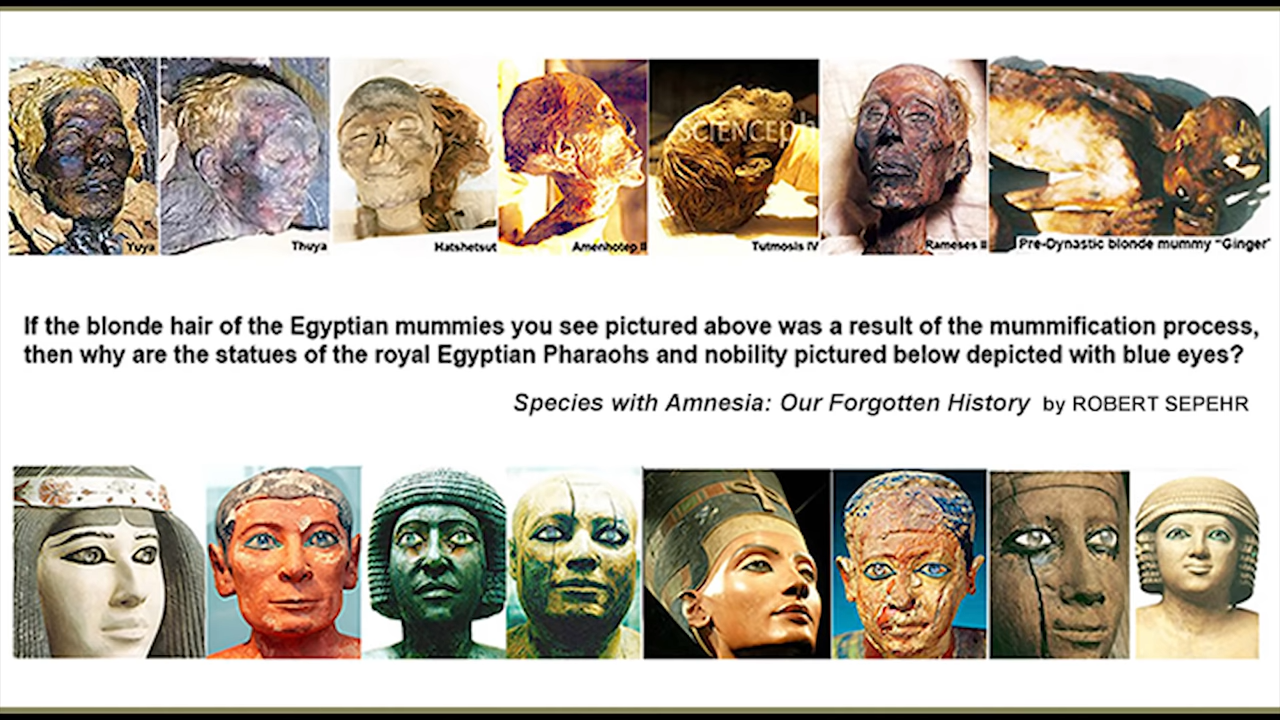 Yuya
Thuya
Hatshetsut
Amenhotep II
SCIENCEph
Tutmosis IV
Rameses II
Pre-Dynastic blonde mummy "Ginger"
If the blonde hair of the Egyptian mummies you see pictured above was a result of the mummification process,
then why are the statues of the royal Egyptian Pharaohs and nobility pictured below depicted with blue eyes?
Species with Amnesia: Our Forgotten History by ROBERT SEPEHR